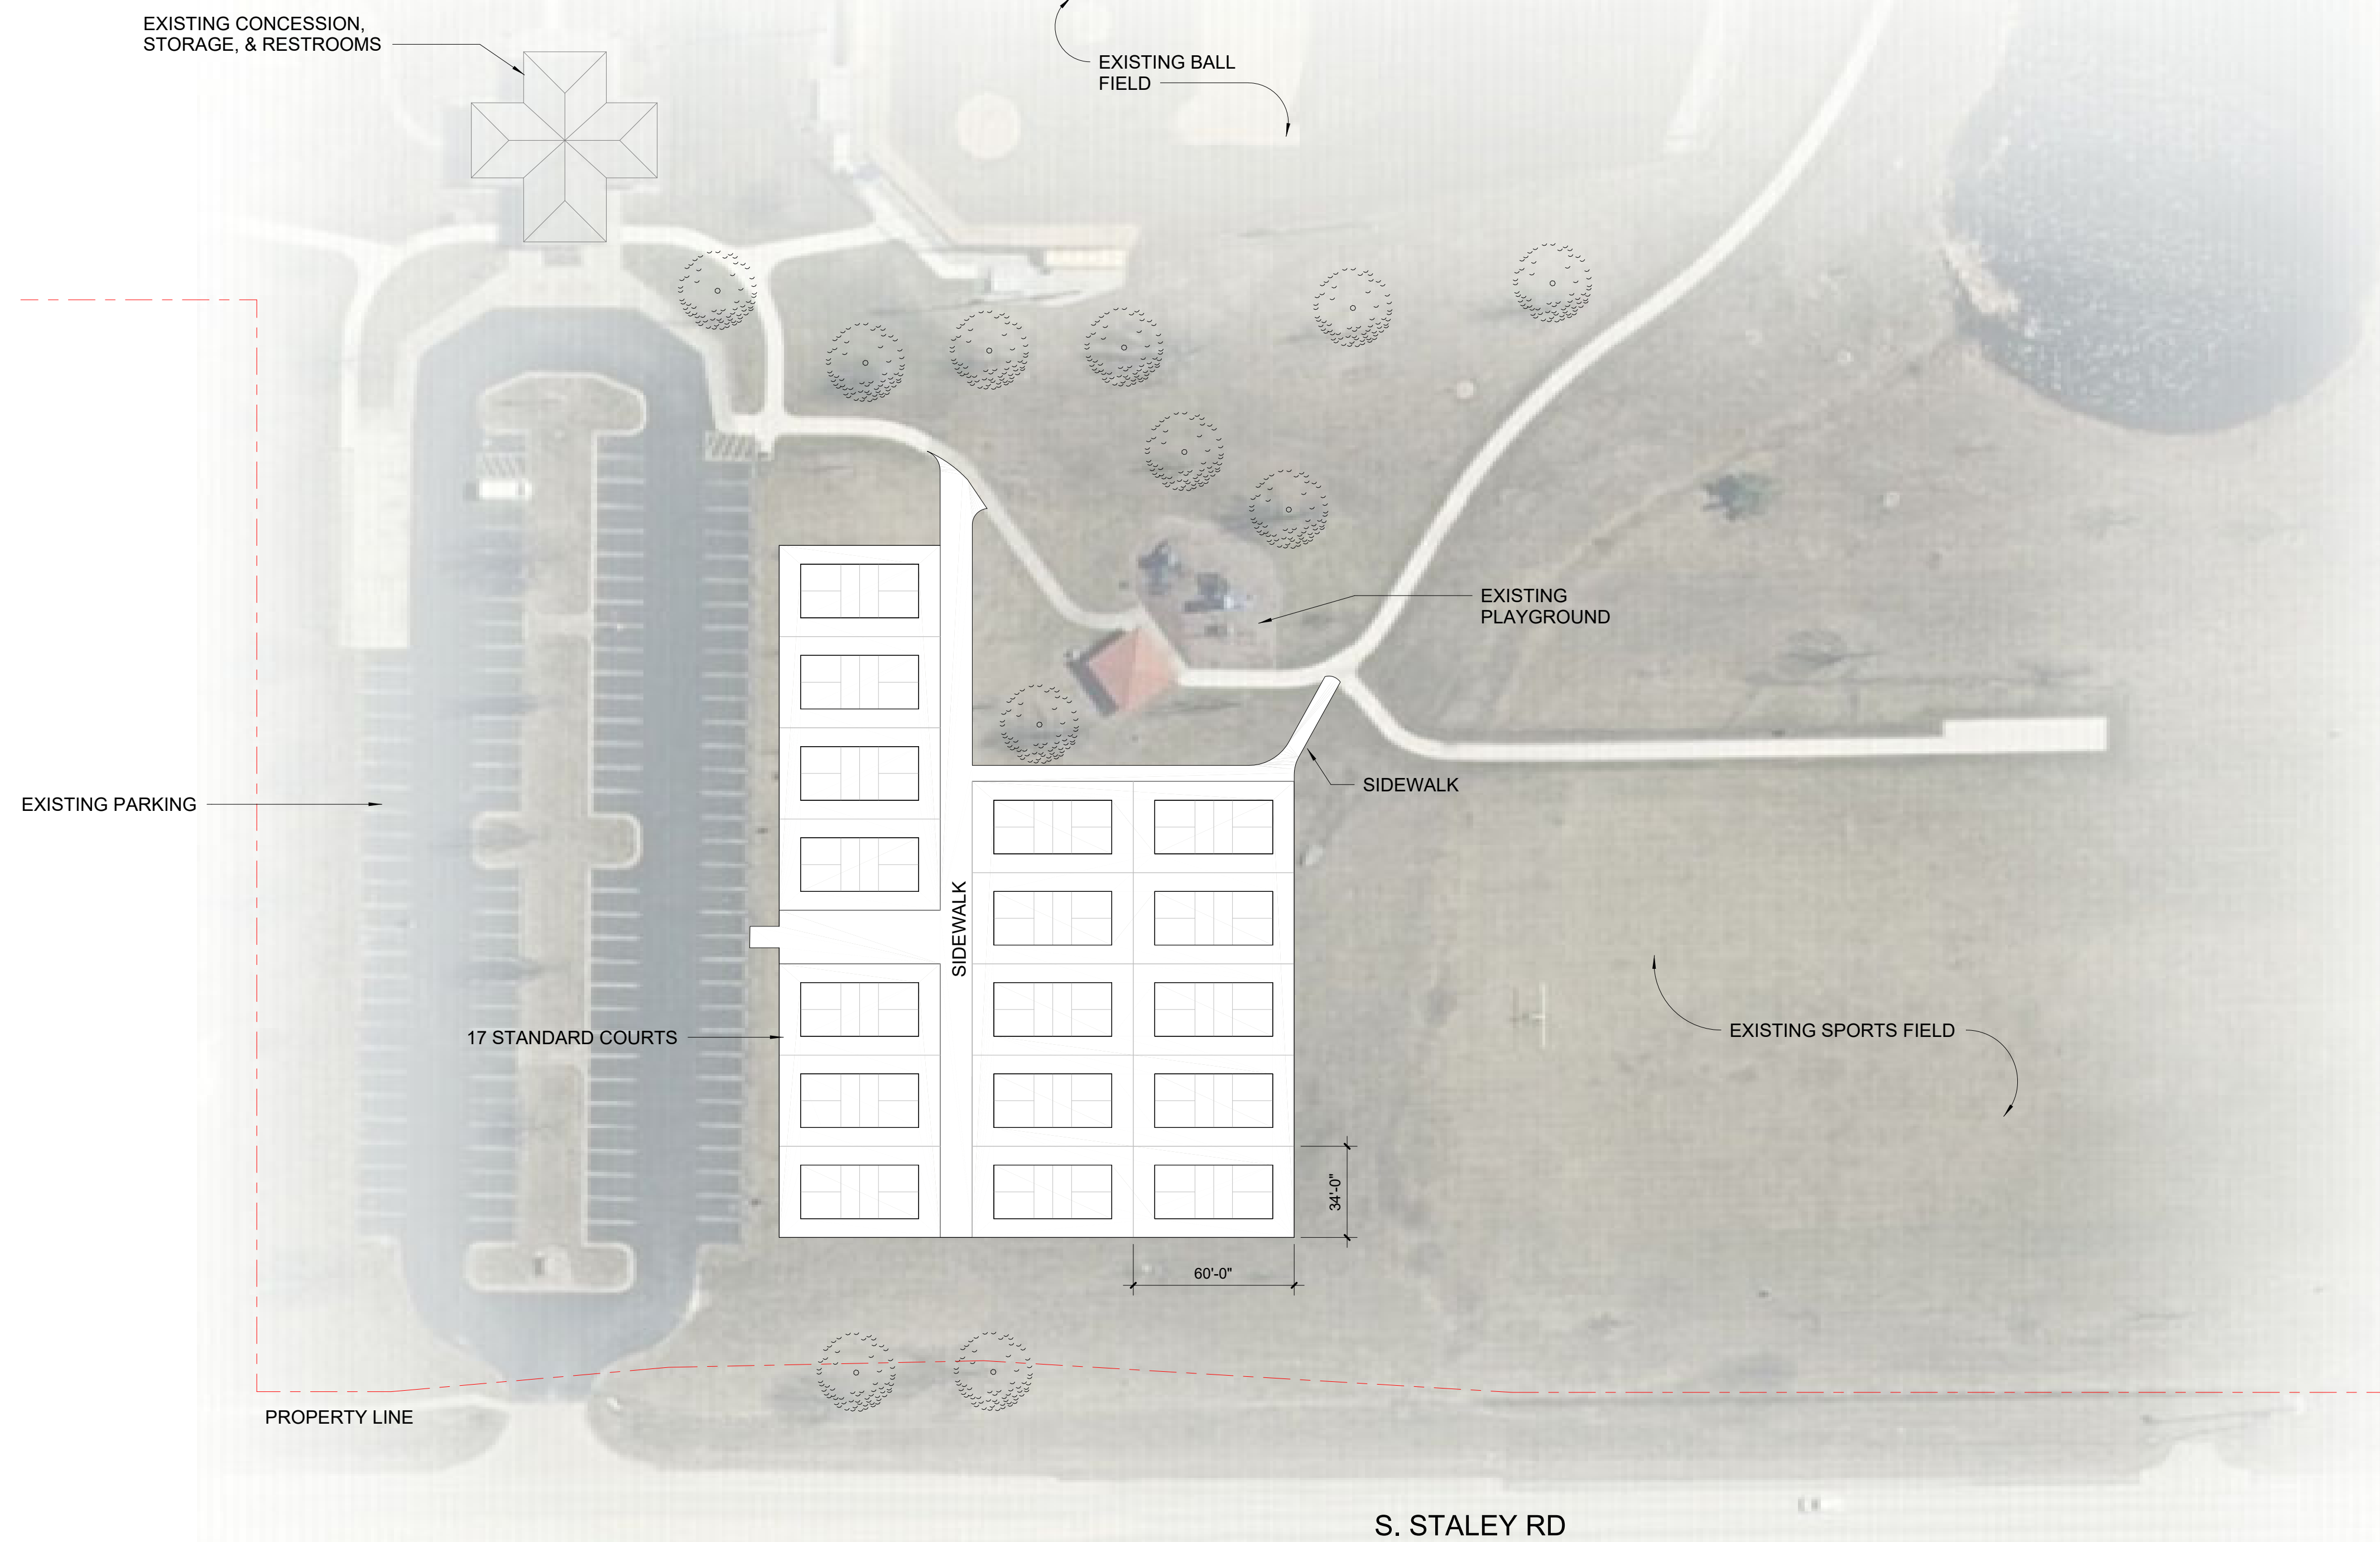 EXISTING CONCESSION,
STORAGE, & RESTROOMS
EXISTING BALL
FIELD
EXISTING
PLAYGROUND
SIDEWALK
EXISTING PARKING
SIDEWALK
17 STANDARD COURTS
EXISTING SPORTS FIELD
34'-0"
60'-0"
PROPERTY LINE
S. STALEY RD